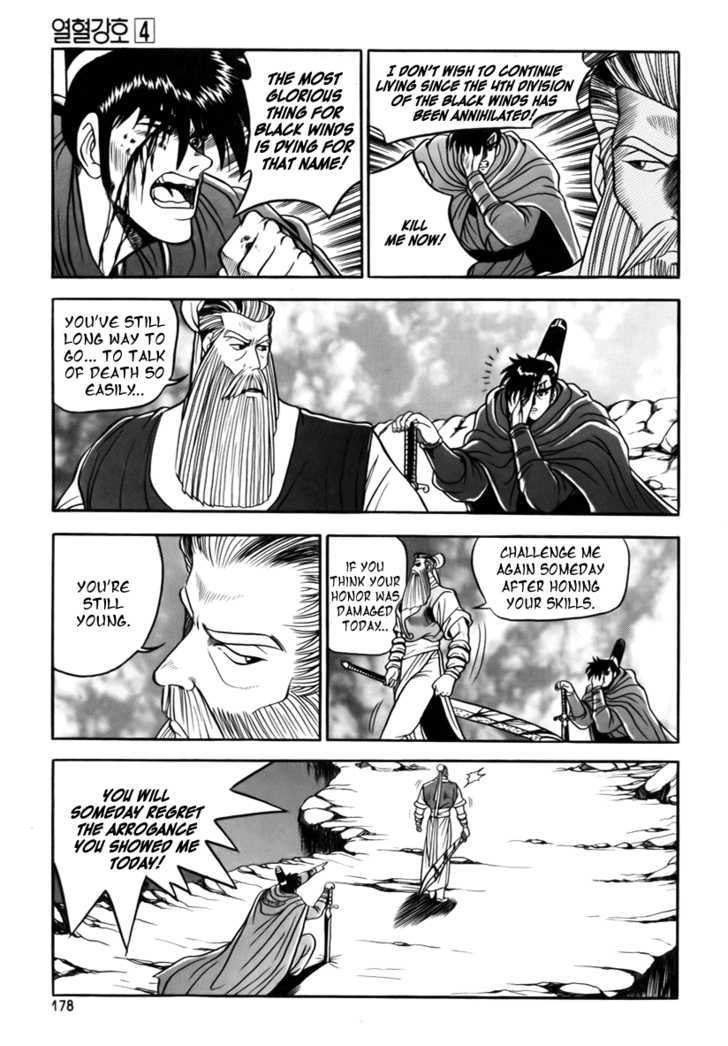 열혈강호 4
THE MOST
GLORIOUS
THING FOR
BLACK WINDS
IS DYING FOR
THAT NAME!
I DON'T WISH TO CONTINUE
LIVING SINCE THE 4TH DIVISION
OF THE BLACK WINDS HAS
BEEN ANNIHILATED!
KILL
ME NOW!
YOU'VE STILL
LONG WAY TO
GO... TO TALK
OF DEATH SO
EASILY...
YOU'RE
STILL
YOUNG.
IF YOU
THINK YOUR
HONOR WAS
DAMAGED
TODAY...
CHALLENGE ME
AGAIN SOMEDAY
AFTER HONING
YOUR SKILLS.
YOU WILL
SOMEDAY REGRET
THE ARROGANCE
YOU SHOWED ME
TODAY!
178